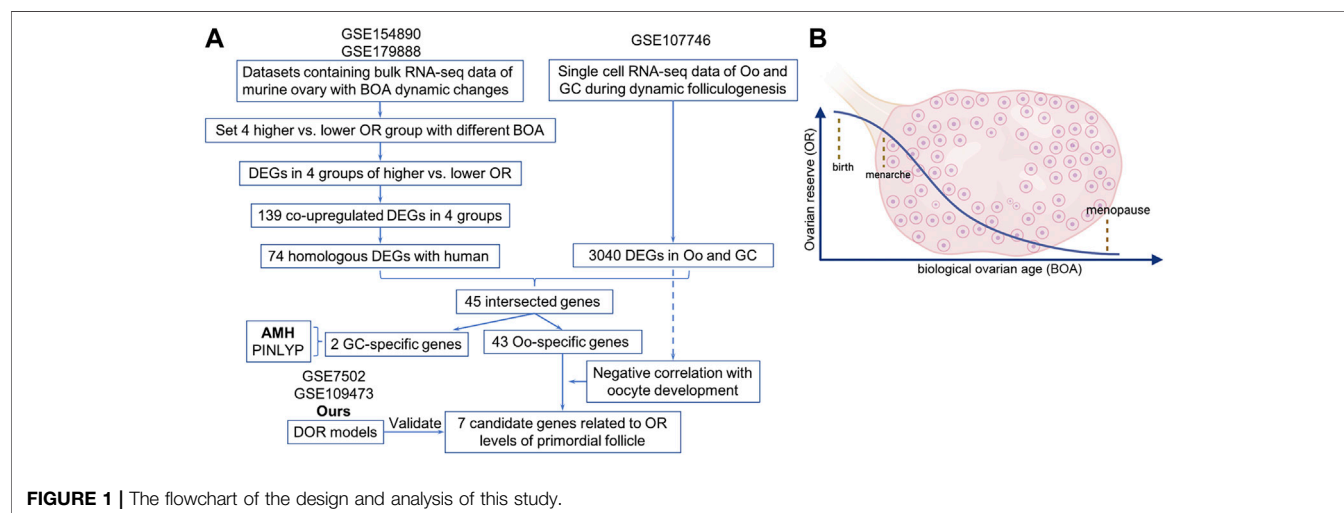 A
GSE154890
GSE179888
Datasets containing bulk RNA-seq data of
murine ovary with BOA dynamic changes
GSE107746
Single cell RNA-seq data of Oo and
GC during dynamic folliculogenesis
Set 4 higher vs. lower OR group with different BOA
DEGs in 4 groups of higher vs. lower OR
139 co-upregulated DEGs in 4 groups
74 homologous DEGs with human
3040 DEGs in Oo and GC
45 intersected genes
AMH
PINLYP
2 GC-specific genes
43 Oo-specific genes
Negative correlation with
oocyte development
GSE7502
GSE109473
Ours
DOR models
Validate
7 candidate genes related to OR
levels of primordial follicle
B
Ovarian reserve (OR)
birth
menarche
menopause
biological ovarian age (BOA)
FIGURE 1 | The flowchart of the design and analysis of this study.